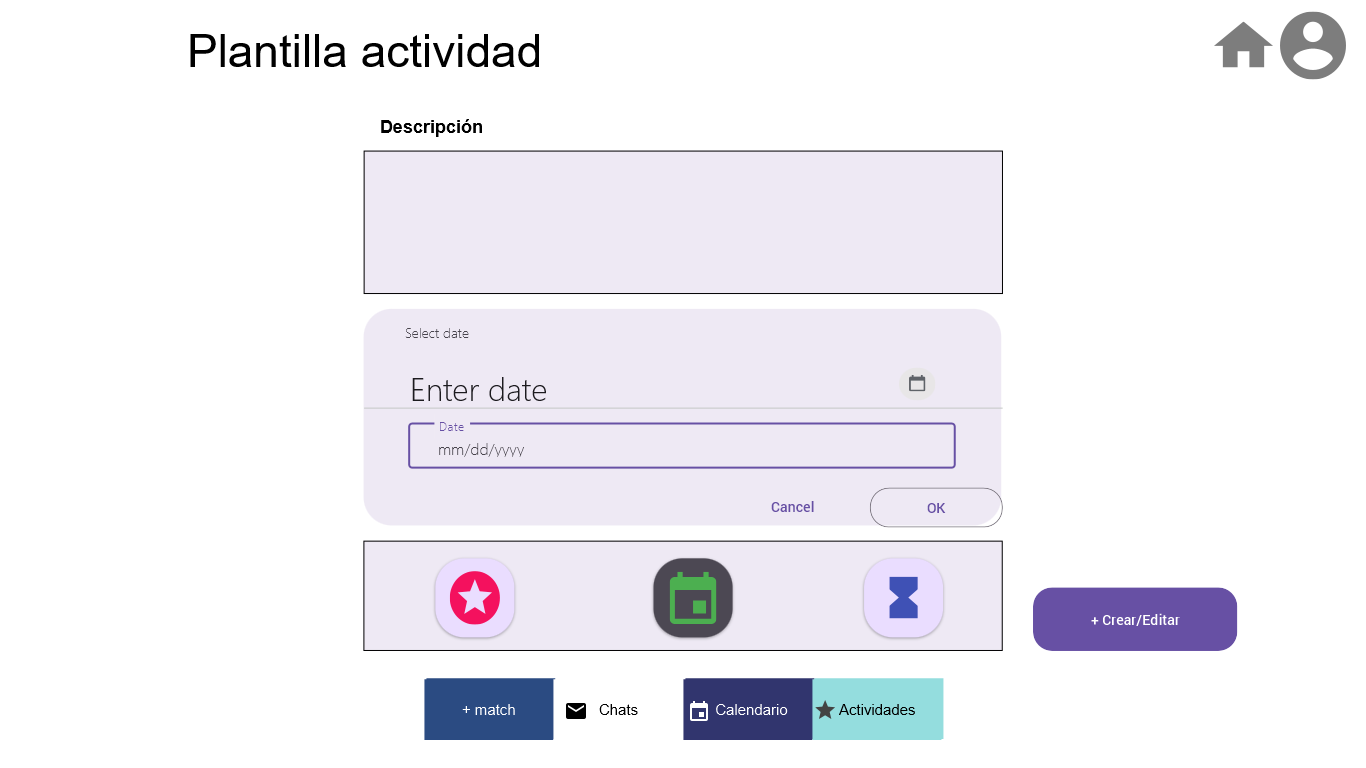 Plantilla actividad
Descripción
Select date
Enter date
Date
mm/dd/yyyy
Cancel
OK
+ Crear/Editar
+ match
Chats
Calendario
Actividades